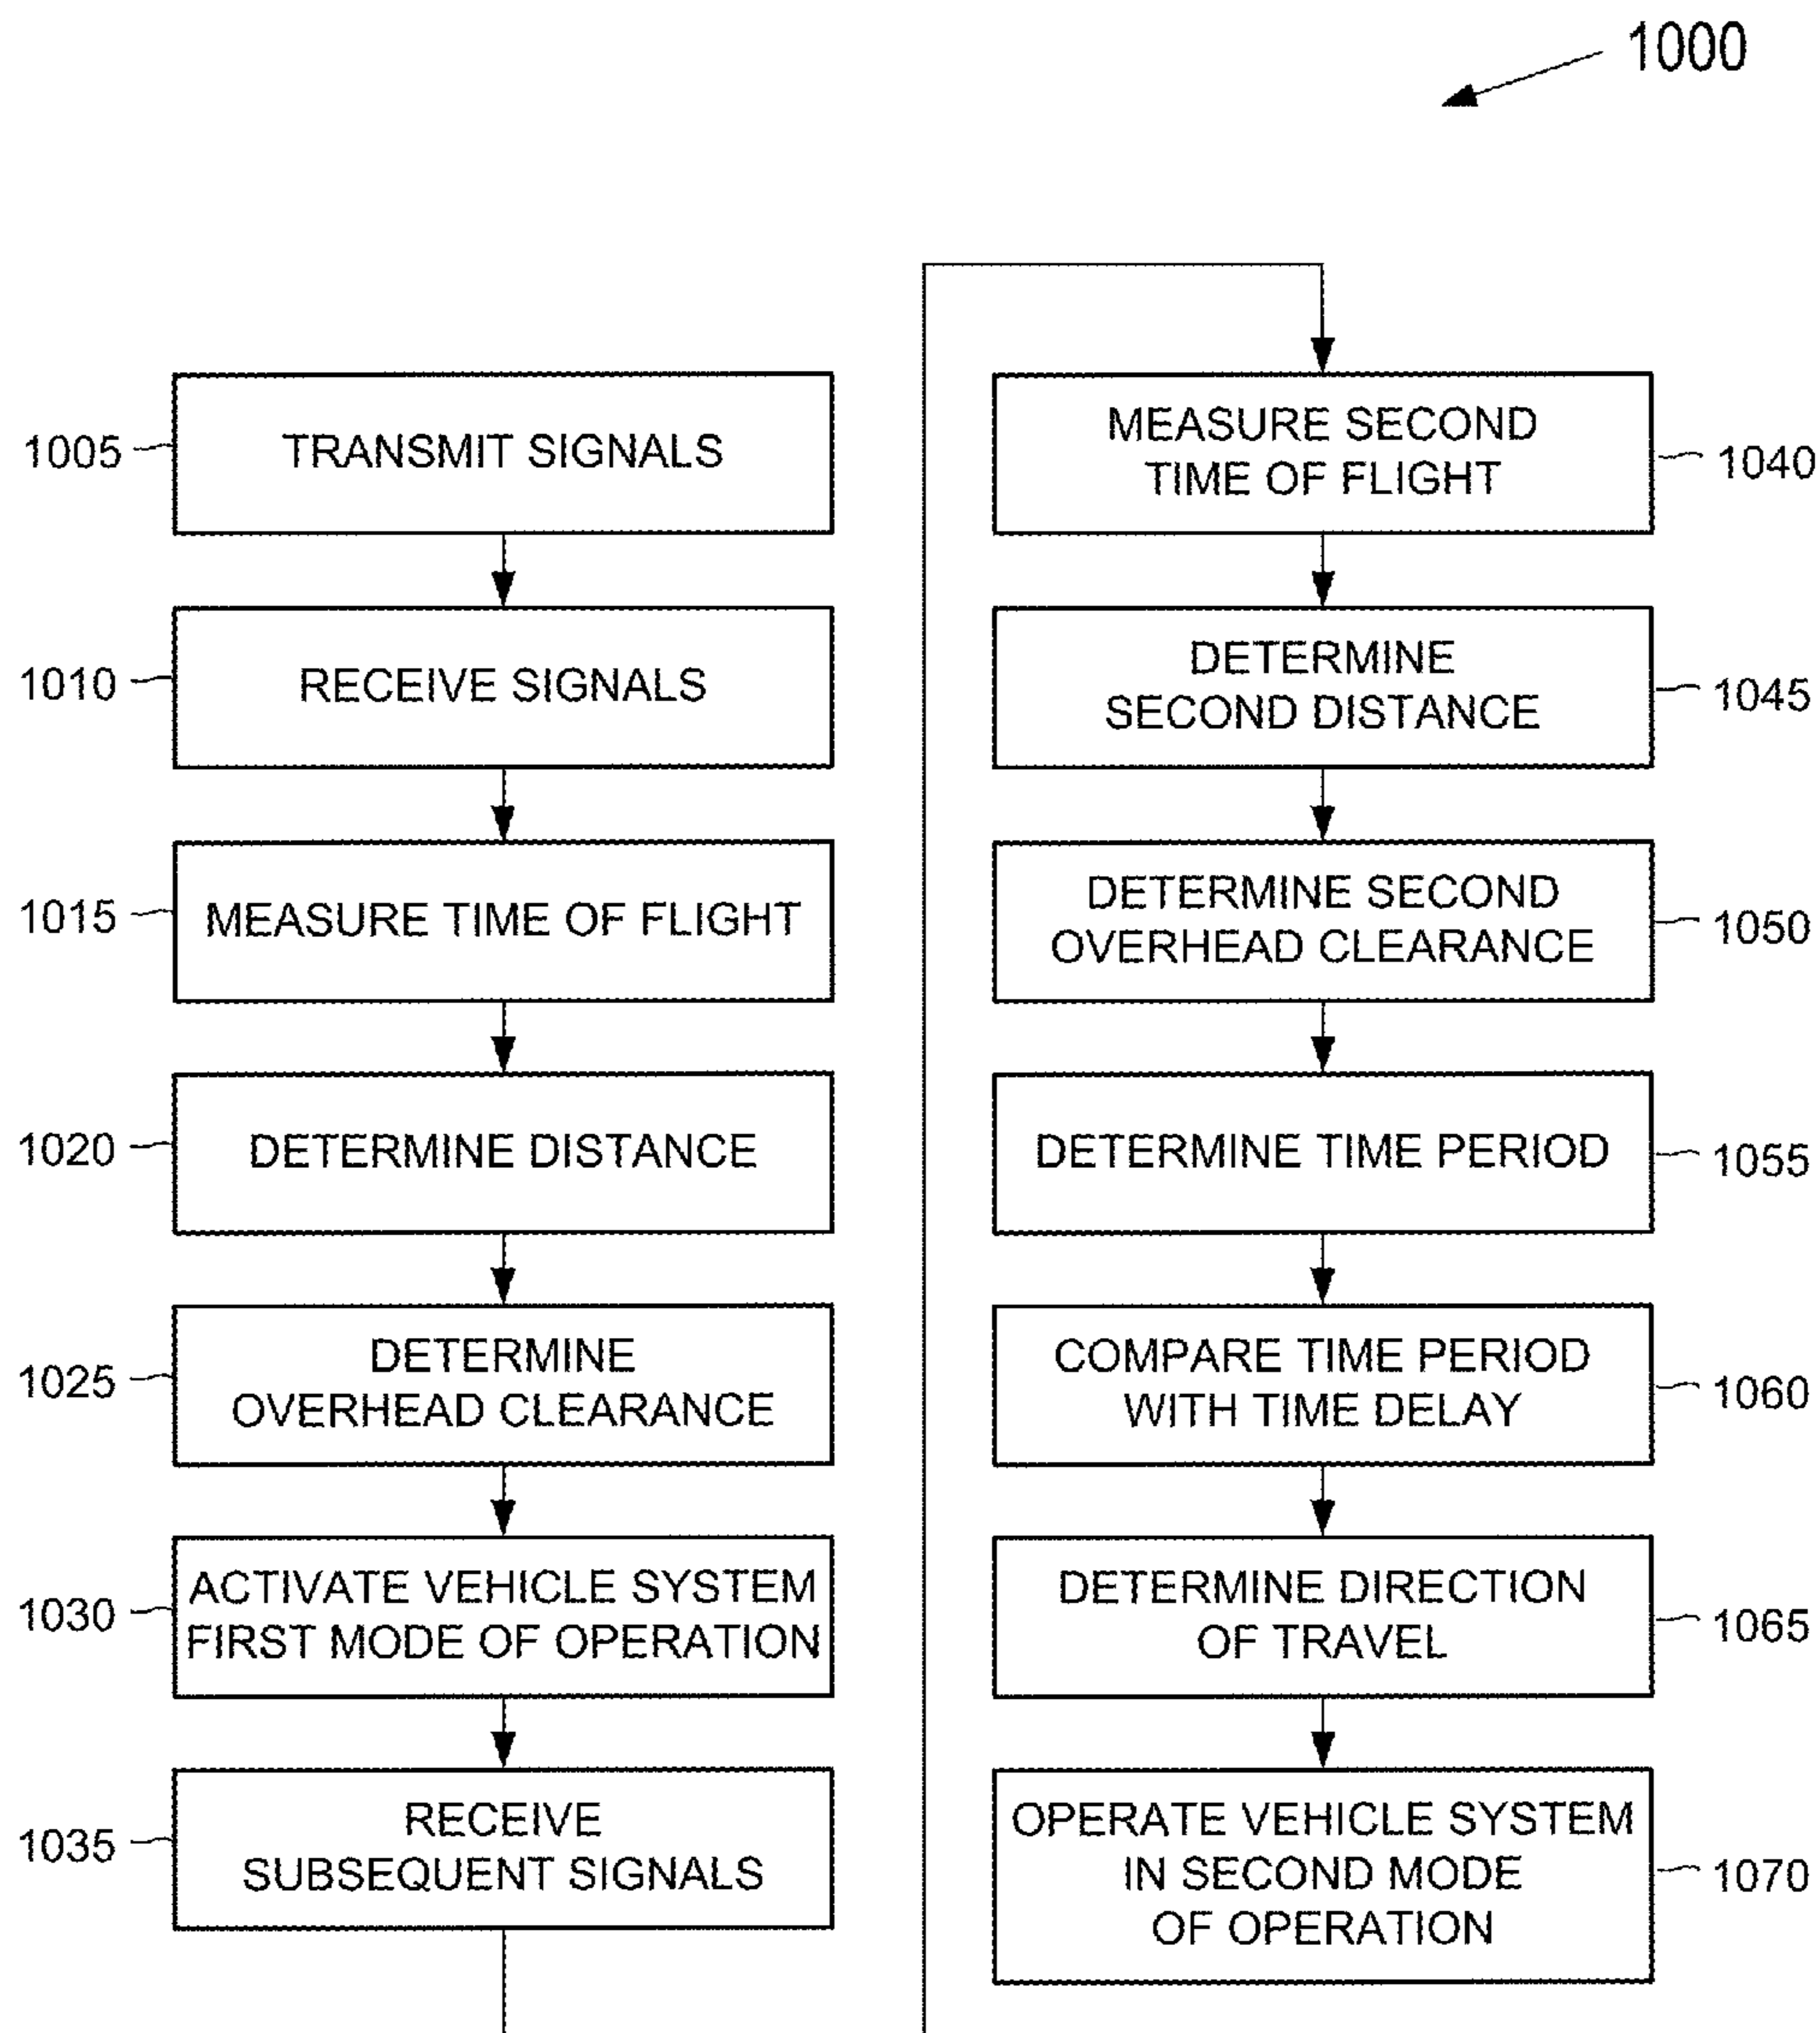 1000
1005
TRANSMIT SIGNALS
1010
RECEIVE SIGNALS
1015
MEASURE TIME OF FLIGHT
1020
DETERMINE DISTANCE
1025
DETERMINE
OVERHEAD CLEARANCE
1030
ACTIVATE VEHICLE SYSTEM
FIRST MODE OF OPERATION
1035
RECEIVE
SUBSEQUENT SIGNALS
MEASURE SECOND
TIME OF FLIGHT
1040
DETERMINE
SECOND DISTANCE
1045
DETERMINE SECOND
OVERHEAD CLEARANCE
1050
DETERMINE TIME PERIOD
1055
COMPARE TIME PERIOD
WITH TIME DELAY
1060
DETERMINE DIRECTION
OF TRAVEL
1065
OPERATE VEHICLE SYSTEM
IN SECOND MODE
OF OPERATION
1070